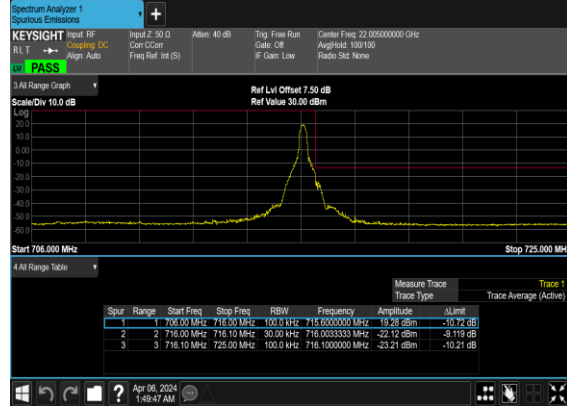 Spectrum Analyzer 1
Spurious Emissions
+
KEYSIGHT Input: RF Input Z: 50 Ω Atten: 40 dB Trig: Free Run Center Freq: 22.005000000 GHz
RLT Coupling: DC Corr CCorr Gate: Off Avg|Hold: 100/100
Align: Auto Freq Ref: Int (S) IF Gain: Low Radio Std: None
LW PASS
3 All Range Graph Ref Lvl Offset 7.50 dB
Scale/Div 10.0 dB Ref Value 30.00 dBm
Log
20.0
10.0
0.00
-10.0
-20.0
-30.0
-40.0
-50.0
-60.0
Start 706.000 MHz Stop 725.000 MH
4 All Range Table
Measure Trace Trace 1
Trace Type Trace Average (Active)
Spur Range Start Freq Stop Freq RBW Frequency Amplitude ΔLimit
1 1 706.00 MHz 716.00 MHz 100.0 kHz 715.6000000 MHz 19.28 dBm -10.72 dB
2 2 716.00 MHz 716.10 MHz 30.00 kHz 716.0033333 MHz -22.12 dBm -9.119 dB
3 3 716.10 MHz 725.00 MHz 100.0 kHz 716.1000000 MHz -23.21 dBm -10.21 dB
? Apr 06, 2024
1:49:47 AM